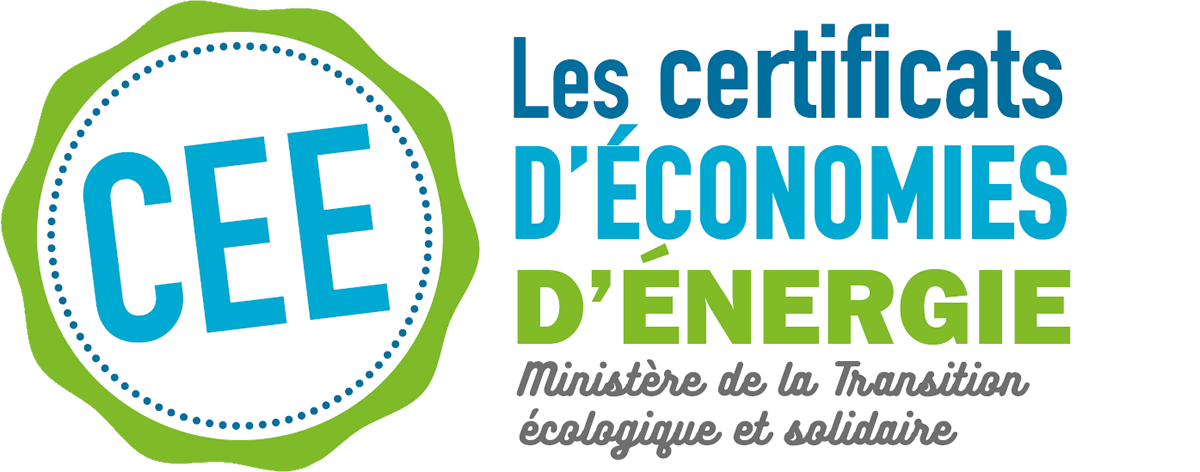 CEE
Les certificats
D'ÉCONOMIES
D'ÉNERGIE
Ministère de la Transition
écologique et solidaire